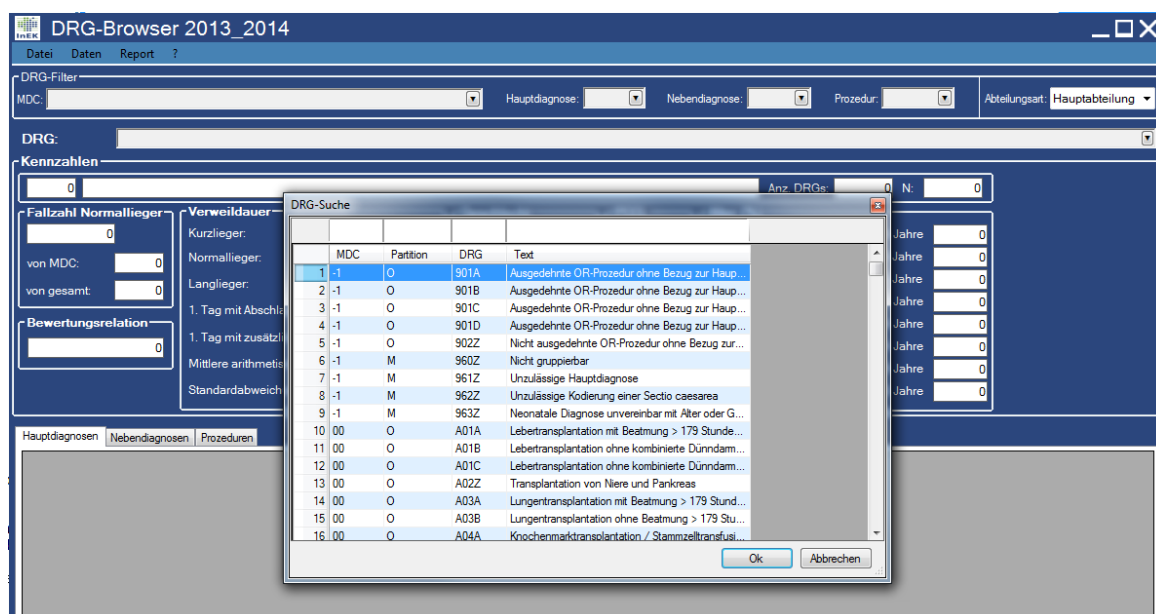 InEK DRG-Browser 2013_2014
Datei Daten Report ?
DRG-Filter
MDC: Hauptdiagnose: Nebendiagnose: Prozedur: Abteilungsart: Hauptabteilung
DRG:
Kennzahlen
0 Anz. DRGs: 0 N: 0
Fallzahl Normallieger
0
von MDC: 0
von gesamt: 0
Bewertungsrelation
0
Verweildauer
Kurzlieger:
Normallieger:
Langlieger:
1. Tag mit Abschla
1. Tag mit zusätzli
Mittlere arithmetis
Standardabweich
Jahre 0
Jahre 0
Jahre 0
Jahre 0
Jahre 0
Jahre 0
Jahre 0
Jahre 0
DRG-Suche
MDC Partition DRG Text
1 -1 O 901A Ausgedehnte OR-Prozedur ohne Bezug zur Haup...
2 -1 O 901B Ausgedehnte OR-Prozedur ohne Bezug zur Haup...
3 -1 O 901C Ausgedehnte OR-Prozedur ohne Bezug zur Haup...
4 -1 O 901D Ausgedehnte OR-Prozedur ohne Bezug zur Haup...
5 -1 O 902Z Nicht ausgedehnte OR-Prozedur ohne Bezug zur...
6 -1 M 960Z Nicht gruppierbar
7 -1 M 961Z Unzulässige Hauptdiagnose
8 -1 M 962Z Unzulässige Kodierung einer Sectio caesarea
9 -1 M 963Z Neonatale Diagnose unvereinbar mit Alter oder G...
10 00 O A01A Lebertransplantation mit Beatmung > 179 Stunde...
11 00 O A01B Lebertransplantation ohne kombinierte Dünndarm...
12 00 O A01C Lebertransplantation ohne kombinierte Dünndarm...
13 00 O A02Z Transplantation von Niere und Pankreas
14 00 O A03A Lungentransplantation mit Beatmung > 179 Stund...
15 00 O A03B Lungentransplantation ohne Beatmung > 179 Stu...
16 00 O A04A Knochenmarktransplantation / Stammzelltransfusi...
Ok Abbrechen
Hauptdiagnosen Nebendiagnosen Prozeduren